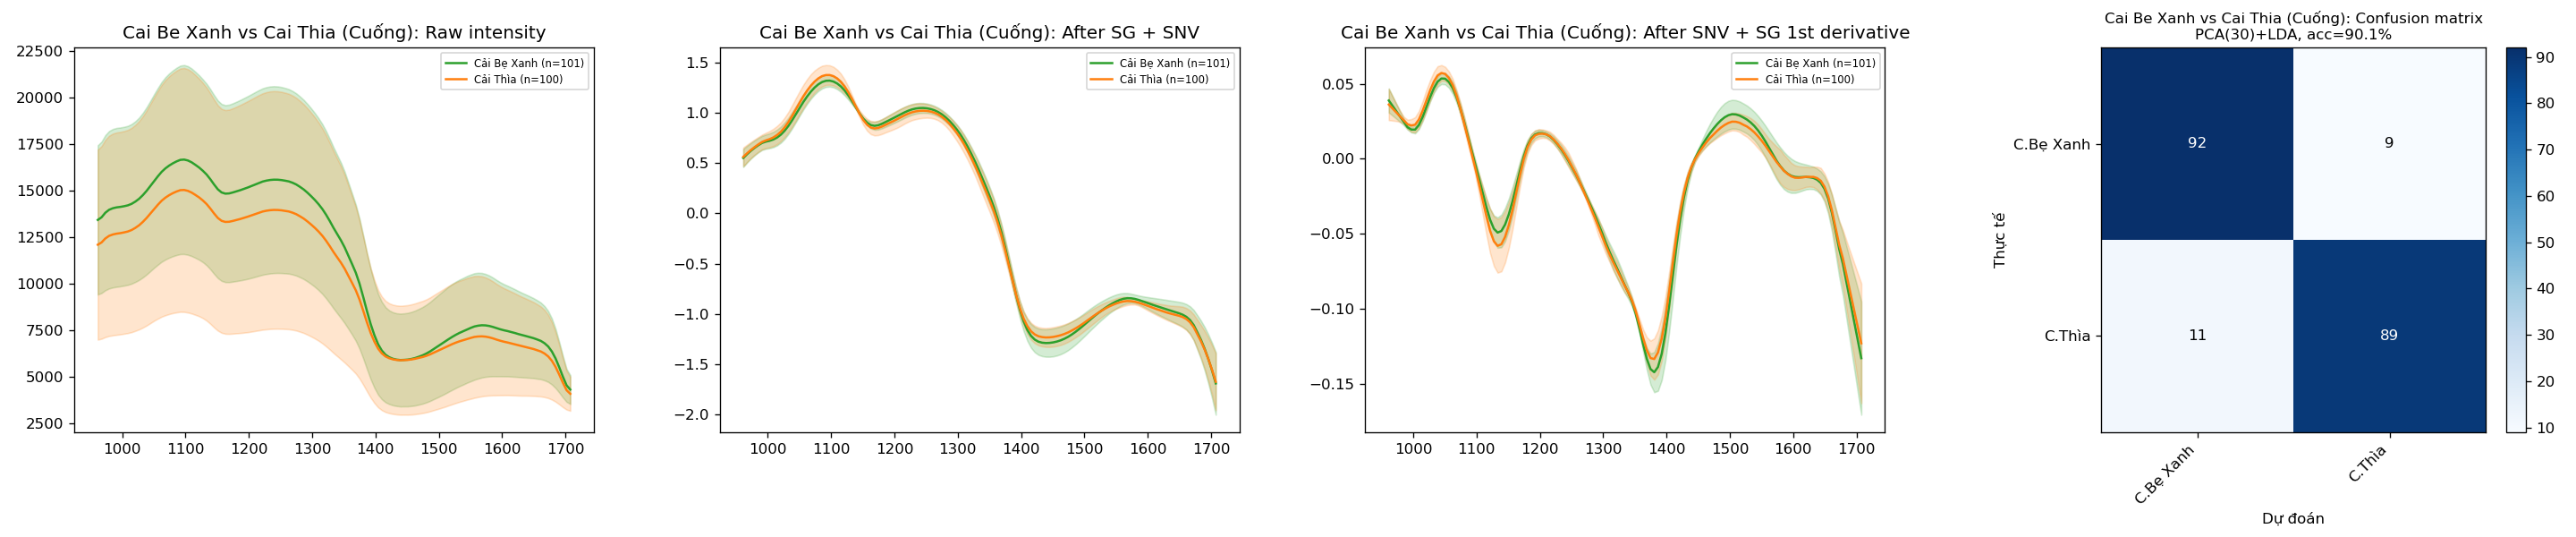 Cai Be Xanh vs Cai Thia (Cuống): Raw intensity
22500
20000
17500
15000
12500
10000
7500
5000
2500
1000 1100 1200 1300 1400 1500 1600 1700
Cải Bẹ Xanh (n=101)
Cải Thìa (n=100)
Cai Be Xanh vs Cai Thia (Cuống): After SG + SNV
1.5
1.0
0.5
0.0
−0.5
−1.0
−1.5
−2.0
1000 1100 1200 1300 1400 1500 1600 1700
Cải Bẹ Xanh (n=101)
Cải Thìa (n=100)
Cai Be Xanh vs Cai Thia (Cuống): After SNV + SG 1st derivative
0.05
0.00
−0.05
−0.10
−0.15
1000 1100 1200 1300 1400 1500 1600 1700
Cải Bẹ Xanh (n=101)
Cải Thìa (n=100)
Cai Be Xanh vs Cai Thia (Cuống): Confusion matrix
PCA(30)+LDA, acc=90.1%
Thực tế
C.Bẹ Xanh
C.Thìa
92 9
11 89
C.Bẹ Xanh
C.Thìa
Dự đoán
90
80
70
60
50
40
30
20
10